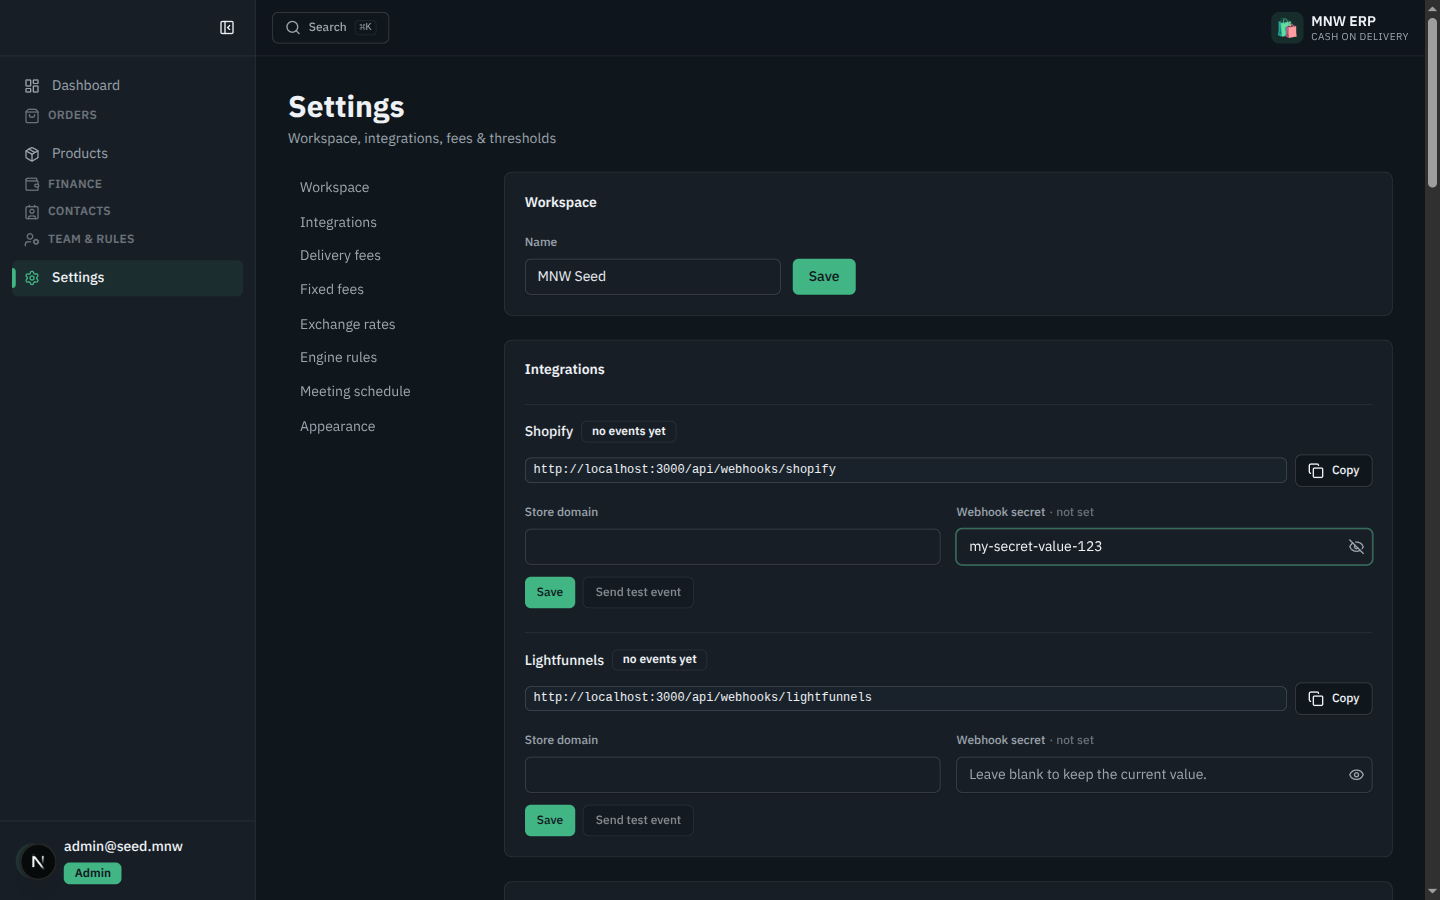 Search ⌘K
MNW ERP
CASH ON DELIVERY
Dashboard
ORDERS
Products
FINANCE
CONTACTS
TEAM & RULES
Settings
admin@seed.mnw
N
Admin
Settings
Workspace, integrations, fees & thresholds
Workspace
Integrations
Delivery fees
Fixed fees
Exchange rates
Engine rules
Meeting schedule
Appearance
Workspace
Name
MNW Seed
Save
Integrations
Shopify no events yet
http://localhost:3000/api/webhooks/shopify
Copy
Store domain
Webhook secret · not set
my-secret-value-123
Save
Send test event
Lightfunnels no events yet
http://localhost:3000/api/webhooks/lightfunnels
Copy
Store domain
Webhook secret · not set
Leave blank to keep the current value.
Save
Send test event